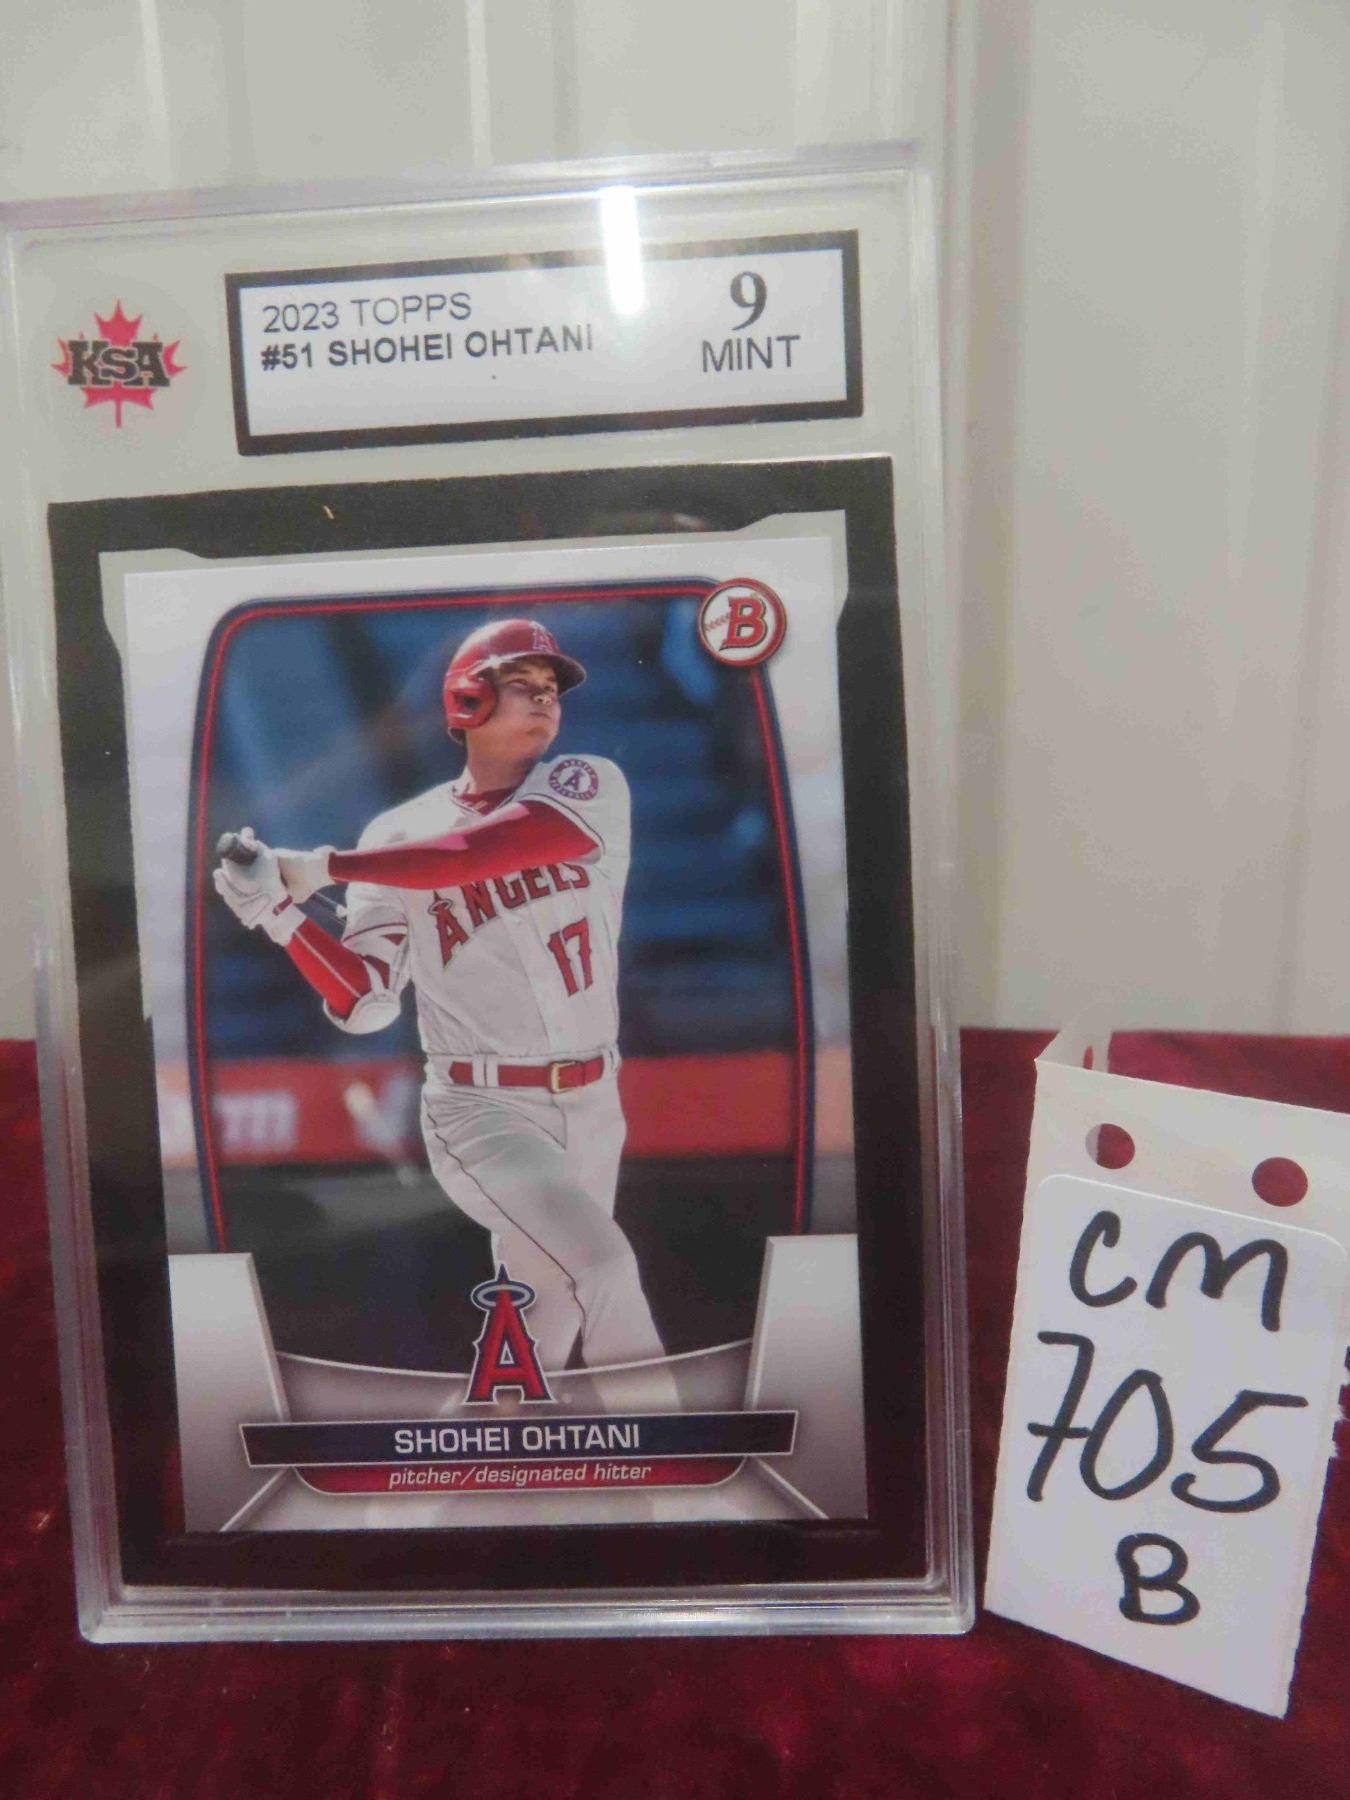 2023 TOPPS
#51 SHOHEI OHTANI
9
MINT
KSA
B
A
ANGELS
17
A
SHOHEI OHTANI
pitcher/designated hitter
CM
705
B